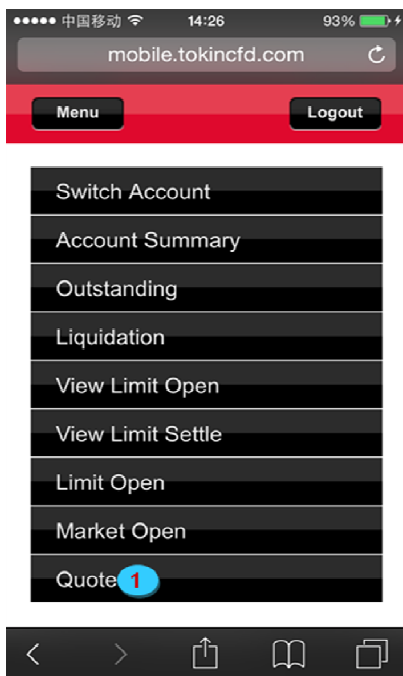 中国移动 14:26 93%
mobile.tokincfd.com
Menu Logout
Switch Account
Account Summary
Outstanding
Liquidation
View Limit Open
View Limit Settle
Limit Open
Market Open
Quote 1